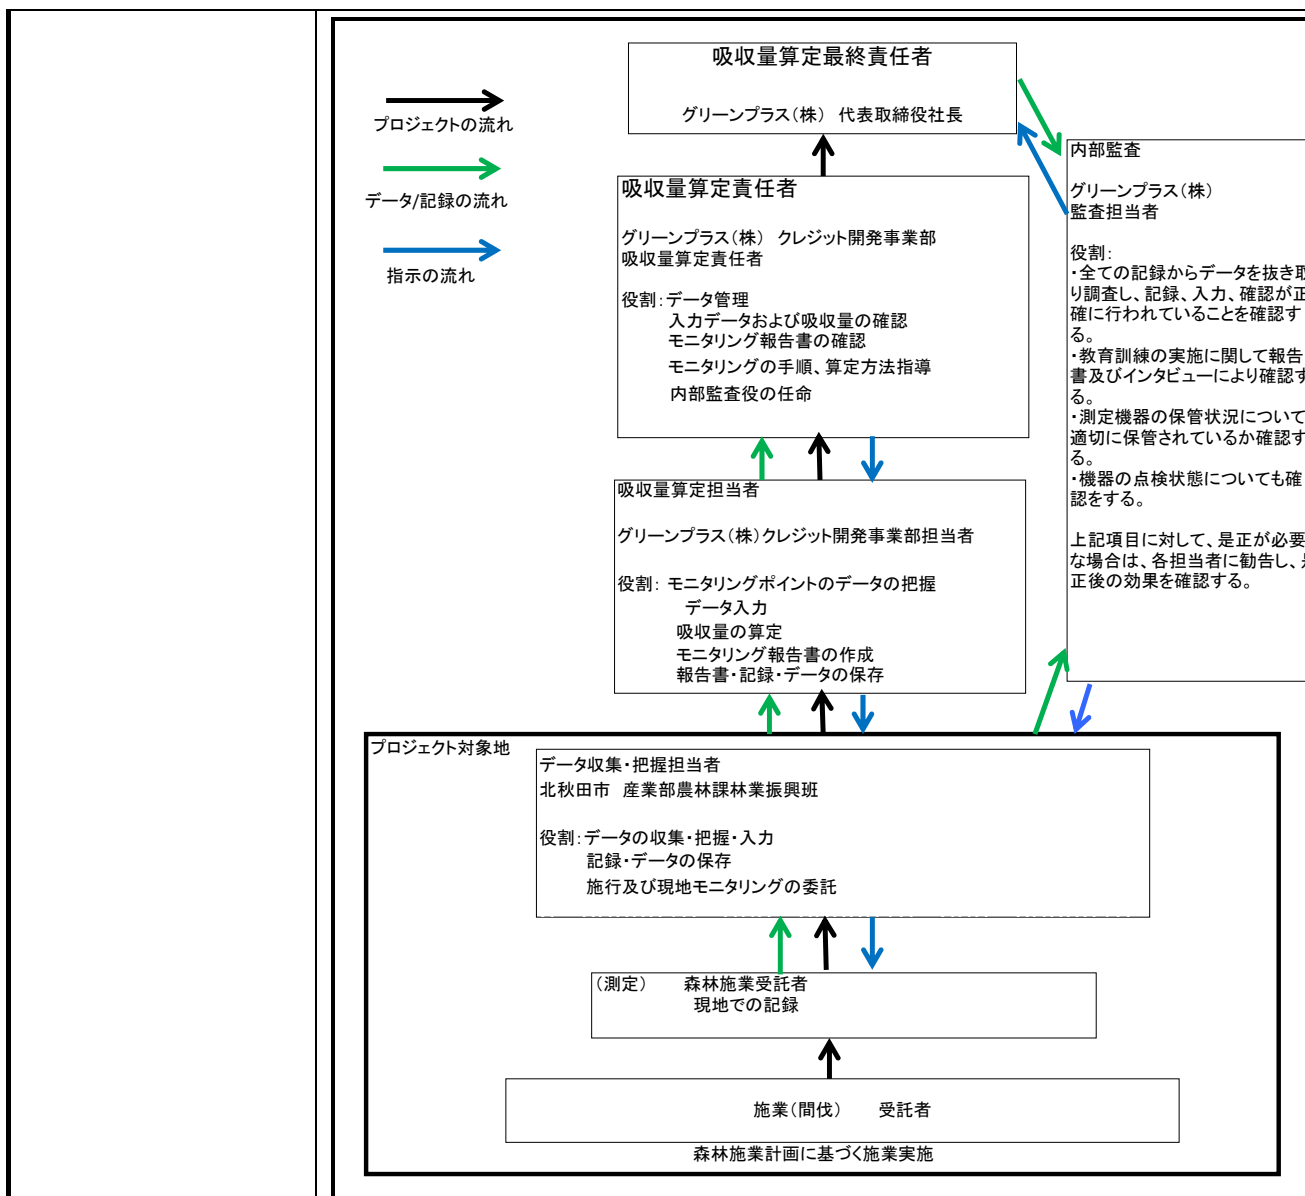 吸収量算定最終責任者
グリーンプラス(株) 代表取締役社長
プロジェクトの流れ
データ/記録の流れ
指示の流れ
吸収量算定責任者
グリーンプラス(株) クレジット開発事業部
吸収量算定責任者
役割:データ管理
入力データおよび吸収量の確認
モニタリング報告書の確認
モニタリングの手順、算定方法指導
内部監査役の任命
内部監査
グリーンプラス(株)
監査担当者
役割:
・全ての記録からデータを抜き取
り調査し、記録、入力、確認が正
確に行われていることを確認す
る。
・教育訓練の実施に関して報告
書及びインタビューにより確認す
る。
・測定機器の保管状況について
適切に保管されているか確認す
る。
・機器の点検状態についても確
認をする。
上記項目に対して、是正が必要
な場合は、各担当者に勧告し、
正後の効果を確認する。
吸収量算定担当者
グリーンプラス(株)クレジット開発事業部担当者
役割: モニタリングポイントのデータの把握
データ入力
吸収量の算定
モニタリング報告書の作成
報告書・記録・データの保存
プロジェクト対象地
データ収集・把握担当者
北秋田市 産業部農林課林業振興班
役割:データの収集・把握・入力
記録・データの保存
施行及び現地モニタリングの委託
(測定) 森林施業受託者
現地での記録
施業(間伐) 受託者
森林施業計画に基づく施業実施